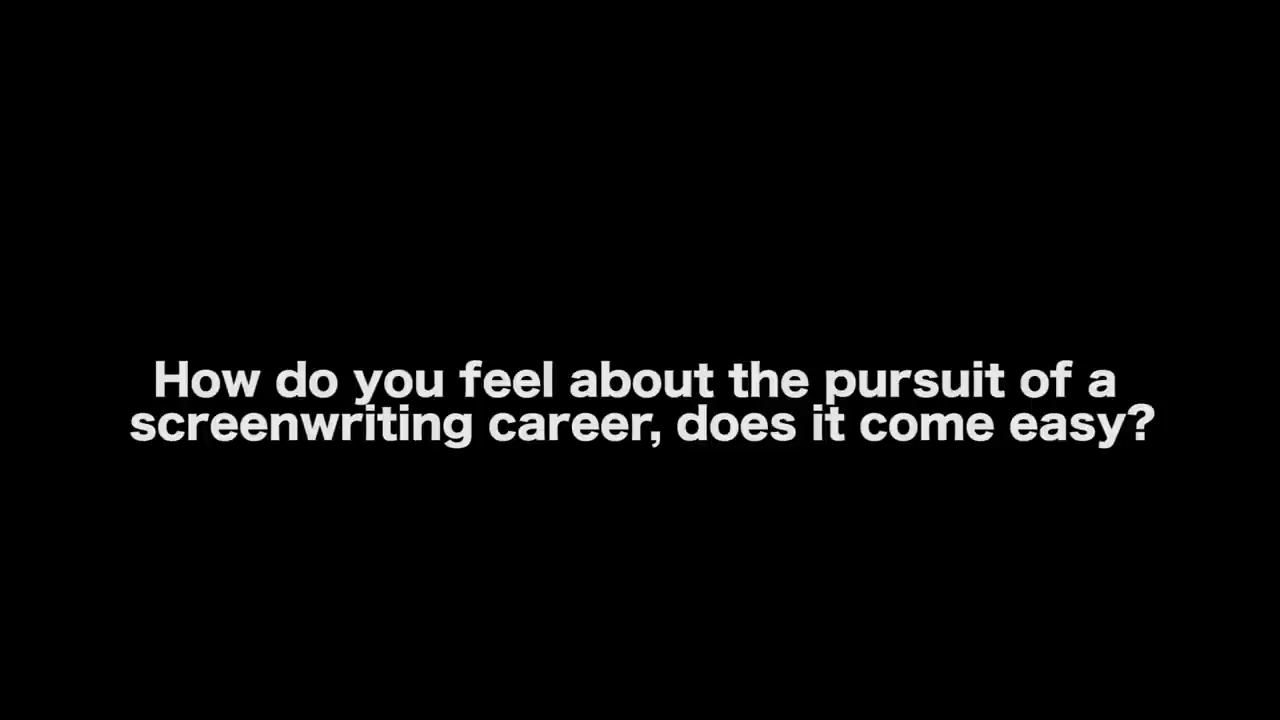 How do you feel about the pursuit of a
screenwriting career, does it come easy?